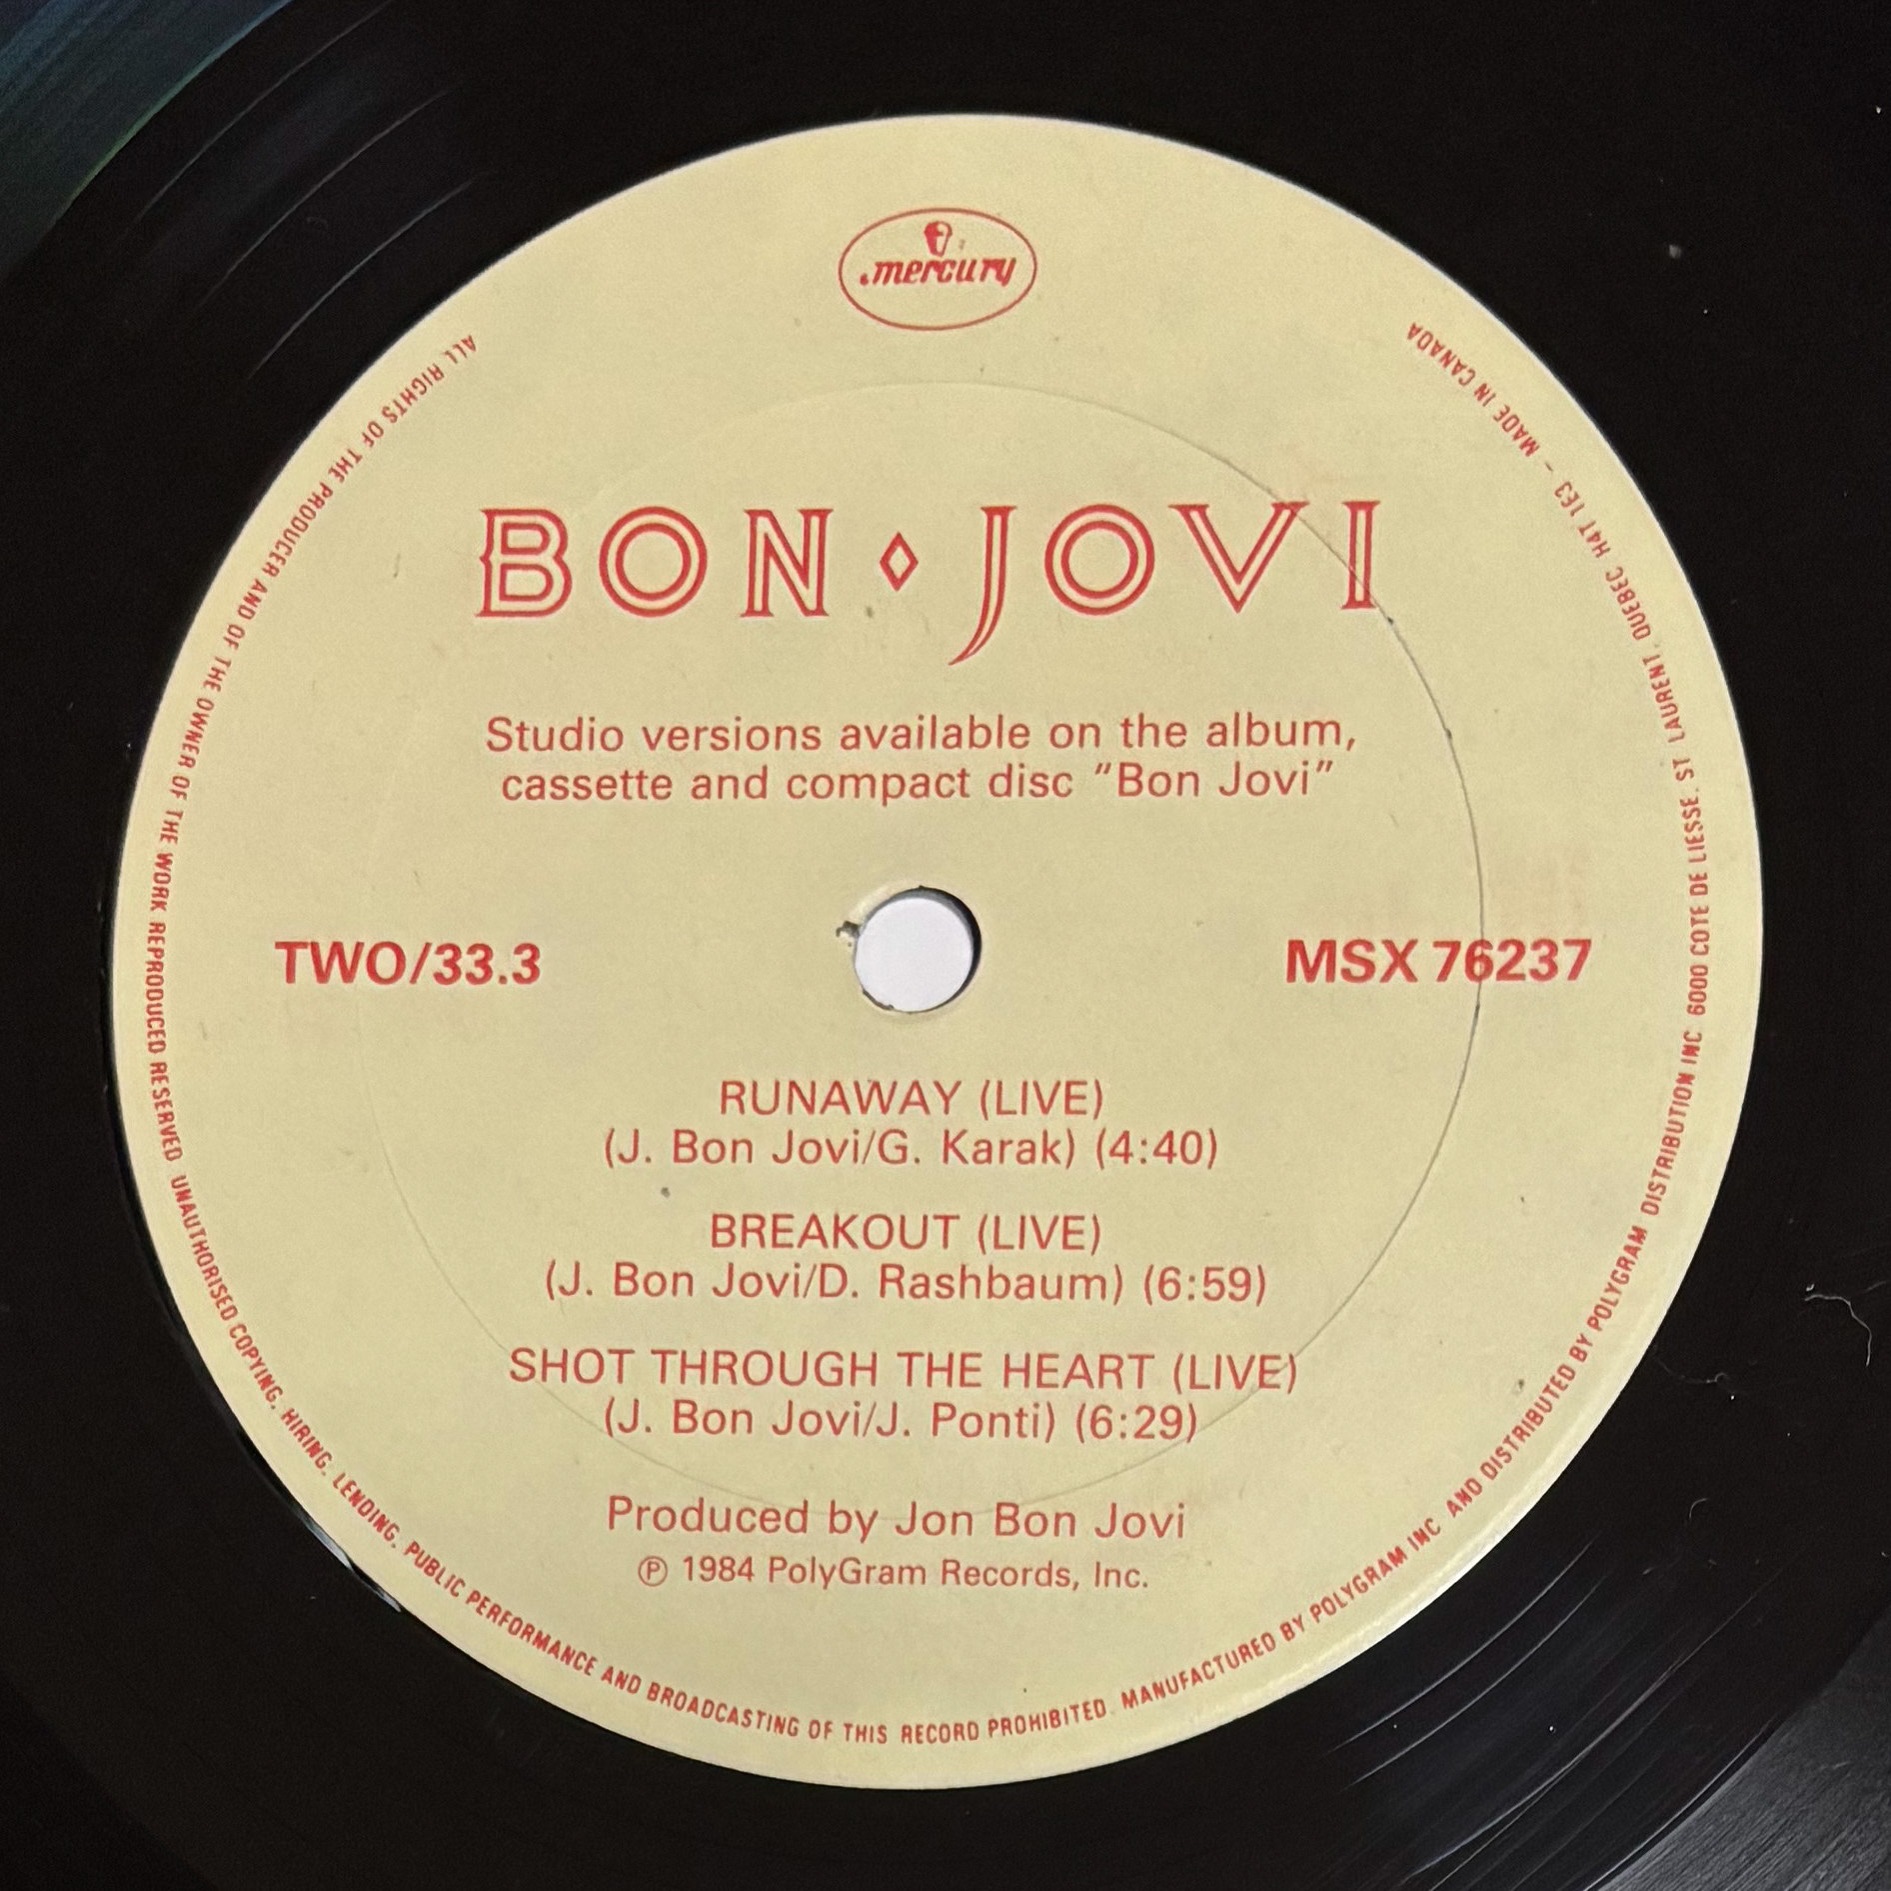 mercury
BON ◊ JOVI
Studio versions available on the album,
cassette and compact disc "Bon Jovi"
TWO/33.3
MSX 76237
RUNAWAY (LIVE)
(J. Bon Jovi/G. Karak) (4:40)
BREAKOUT (LIVE)
(J. Bon Jovi/D. Rashbaum) (6:59)
SHOT THROUGH THE HEART (LIVE)
(J. Bon Jovi/J. Ponti) (6:29)
Produced by Jon Bon Jovi
℗ 1984 PolyGram Records, Inc.
ALL RIGHTS OF THE PRODUCER AND OF THE OWNER OF THE WORK REPRODUCED RESERVED. UNAUTHORISED COPYING, HIRING, LENDING, PUBLIC PERFORMANCE AND BROADCASTING OF THIS RECORD PROHIBITED. MANUFACTURED BY POLYGRAM INC AND DISTRIBUTED BY POLYGRAM DISTRIBUTION INC 6000 COTE DE LIESSE, ST LAURENT, QUEBEC H4T 1E3 – MADE IN CANADA